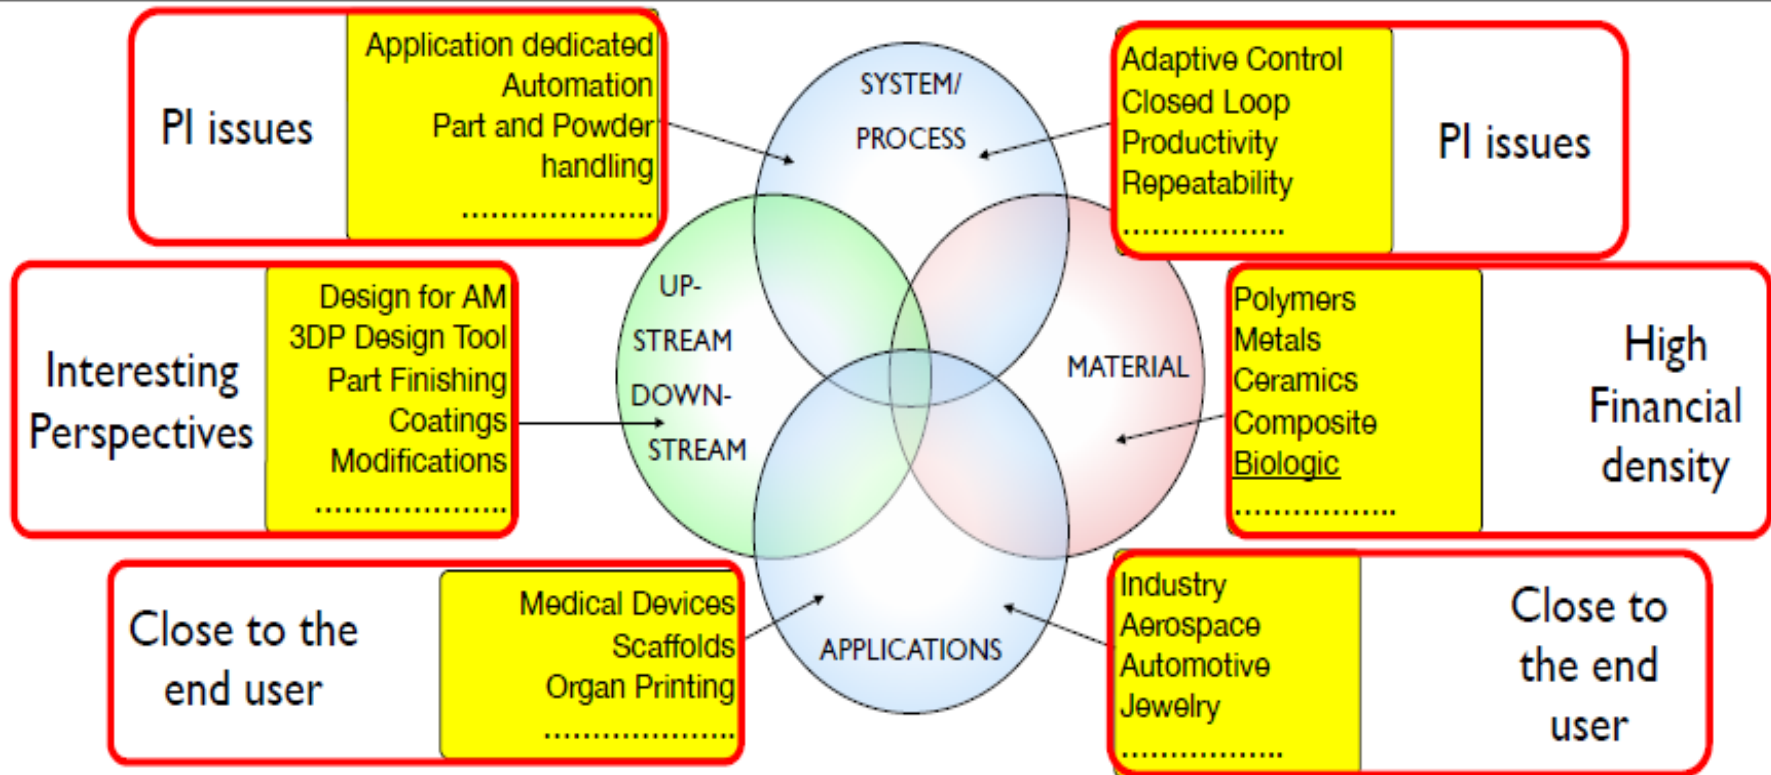 PI issues
Application dedicated
Automation
Part and Powder
handling
....................
SYSTEM/
PROCESS
Adaptive Control
Closed Loop
Productivity
Repeatability
.................
PI issues
Interesting
Perspectives
Design for AM
3DP Design Tool
Part Finishing
Coatings
Modifications
....................
UP-
STREAM
DOWN-
STREAM
MATERIAL
Polymers
Metals
Ceramics
Composite
Biologic
.................
High
Financial
density
Close to the
end user
Medical Devices
Scaffolds
Organ Printing
....................
APPLICATIONS
Industry
Aerospace
Automotive
Jewelry
.................
Close to
the end
user